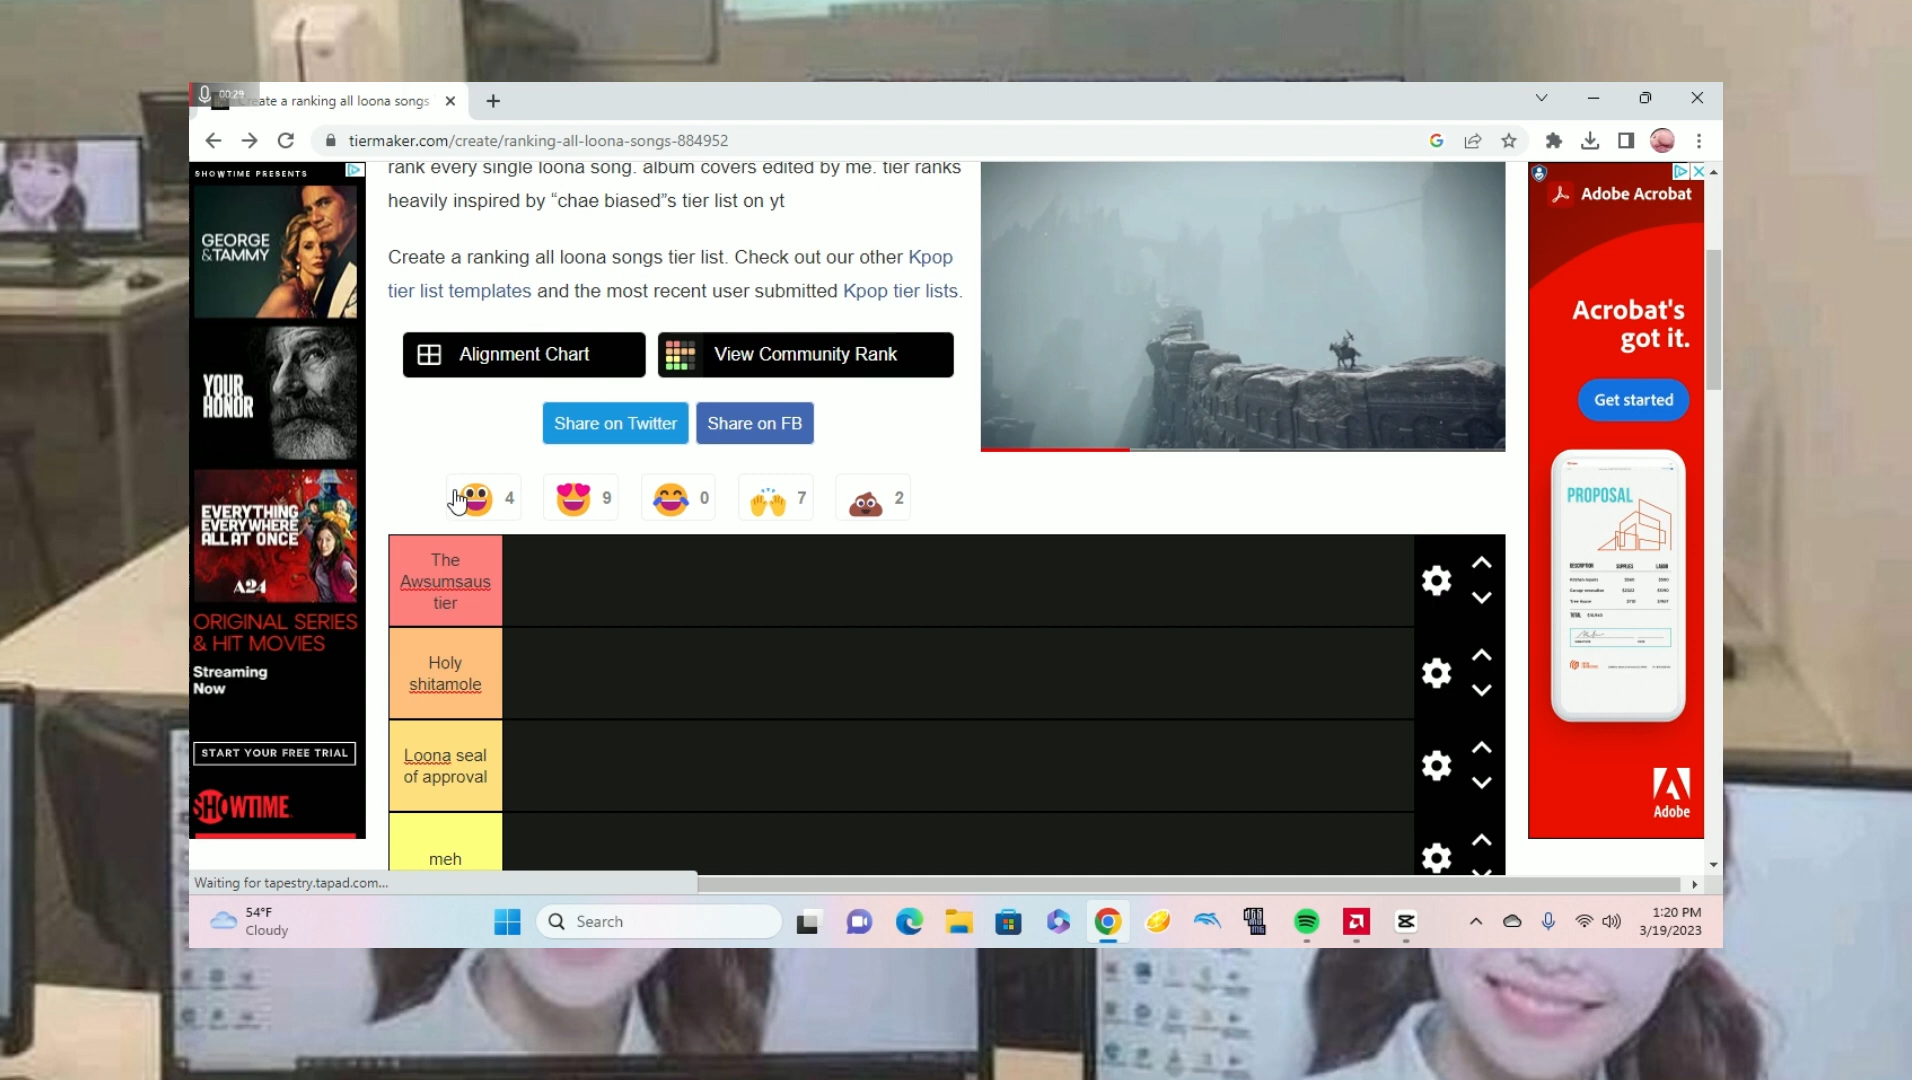 00:29
eate a ranking all loona songs
tiermaker.com/create/ranking-all-loona-songs-884952
SHOWTIME PRESENTS
GEORGE
&TAMMY
YOUR
HONOR
EVERYTHING
EVERYWHERE
ALL AT ONCE
A24
ORIGINAL SERIES
& HIT MOVIES
Streaming
Now
START YOUR FREE TRIAL
SHOWTIME
rank every single loona song. album covers edited by me. tier ranks
heavily inspired by “chae biased”s tier list on yt
Create a ranking all loona songs tier list. Check out our other Kpop
tier list templates and the most recent user submitted Kpop tier lists.
Alignment Chart
View Community Rank
Share on Twitter
Share on FB
4
9
0
7
2
The
Awsumsaus
tier
Holy
shitamole
Loona seal
of approval
meh
Adobe Acrobat
Acrobat's
got it.
Get started
PROPOSAL
DESCRIPTION
SUPPLIES
LABOR
Adobe
Waiting for tapestry.tapad.com...
54°F
Cloudy
Search
1:20 PM
3/19/2023